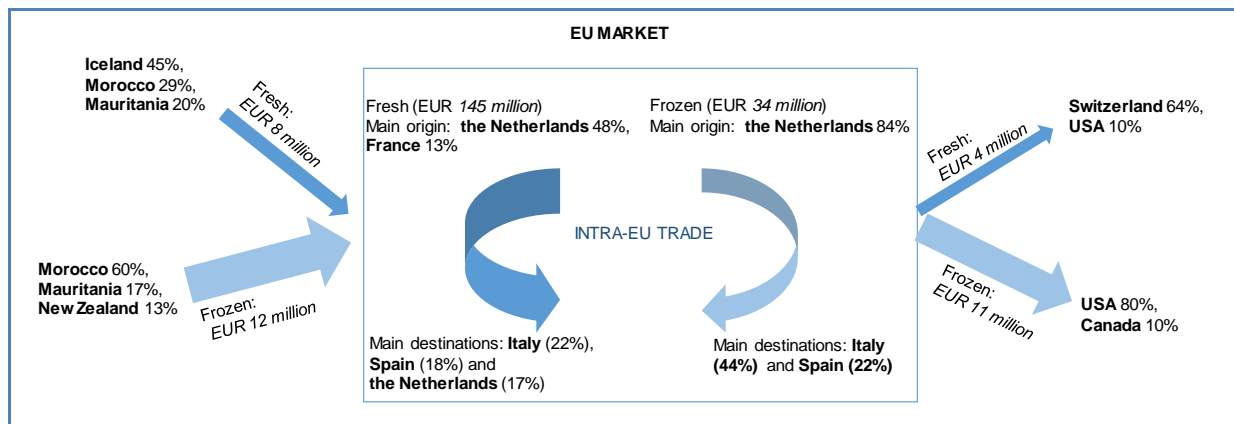 EU MARKET
Iceland 45%,
Morocco 29%,
Mauritania 20%
Fresh:
EUR 8 million
Morocco 60%,
Mauritania 17%,
New Zealand 13%
Frozen:
EUR 12 million
Fresh (EUR 145 million)
Main origin: the Netherlands 48%,
France 13%
Frozen (EUR 34 million)
Main origin: the Netherlands 84%
INTRA-EU TRADE
Main destinations: Italy (22%),
Spain (18%) and
the Netherlands (17%)
Main destinations: Italy
(44%) and Spain (22%)
Fresh:
EUR 4 million
Switzerland 64%,
USA 10%
Frozen:
EUR 11 million
USA 80%,
Canada 10%